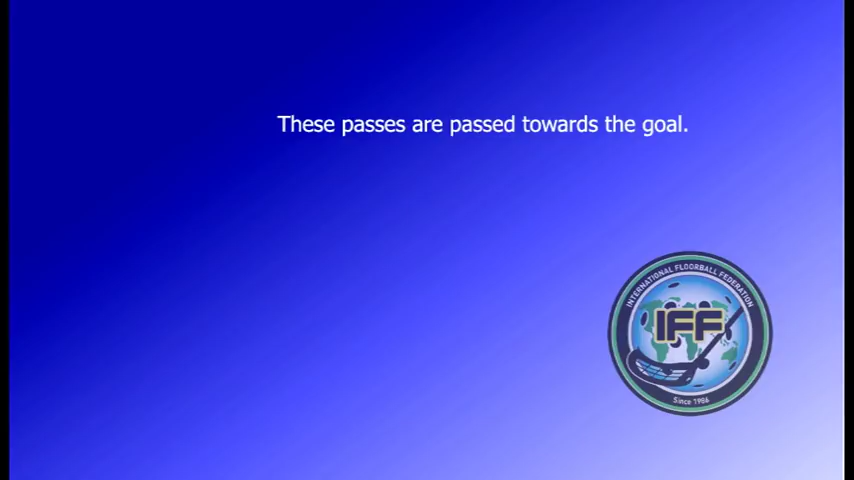 These passes are passed towards the goal.
INTERNATIONAL FLOORBALL FEDERATION
IFF
Since 1986